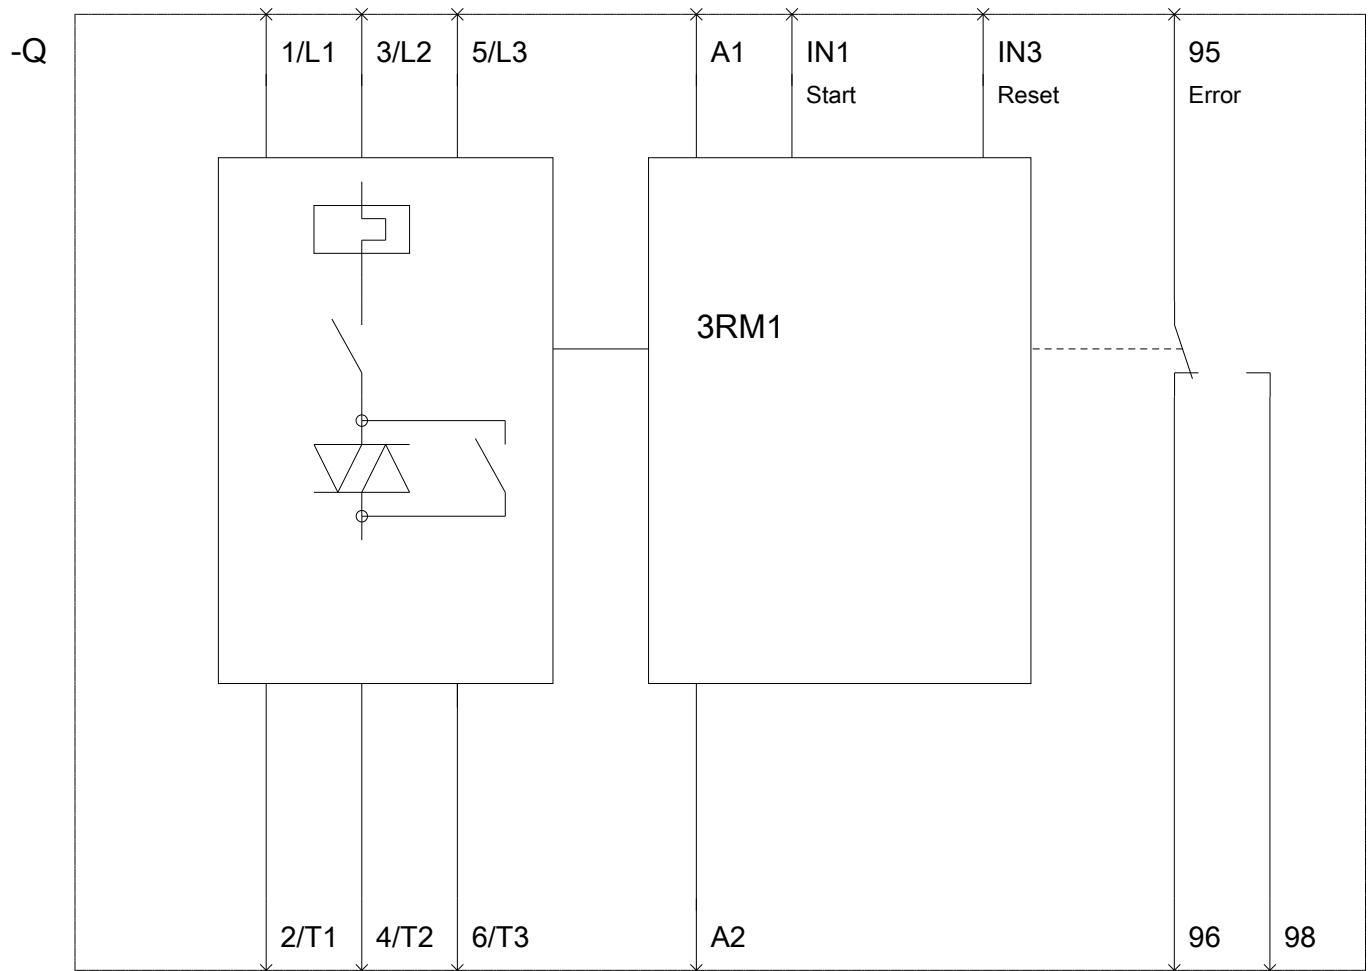 -Q
1/L1 3/L2 5/L3 A1 IN1 IN3 95
Start Reset Error
3RM1
2/T1 4/T2 6/T3 A2 96 98